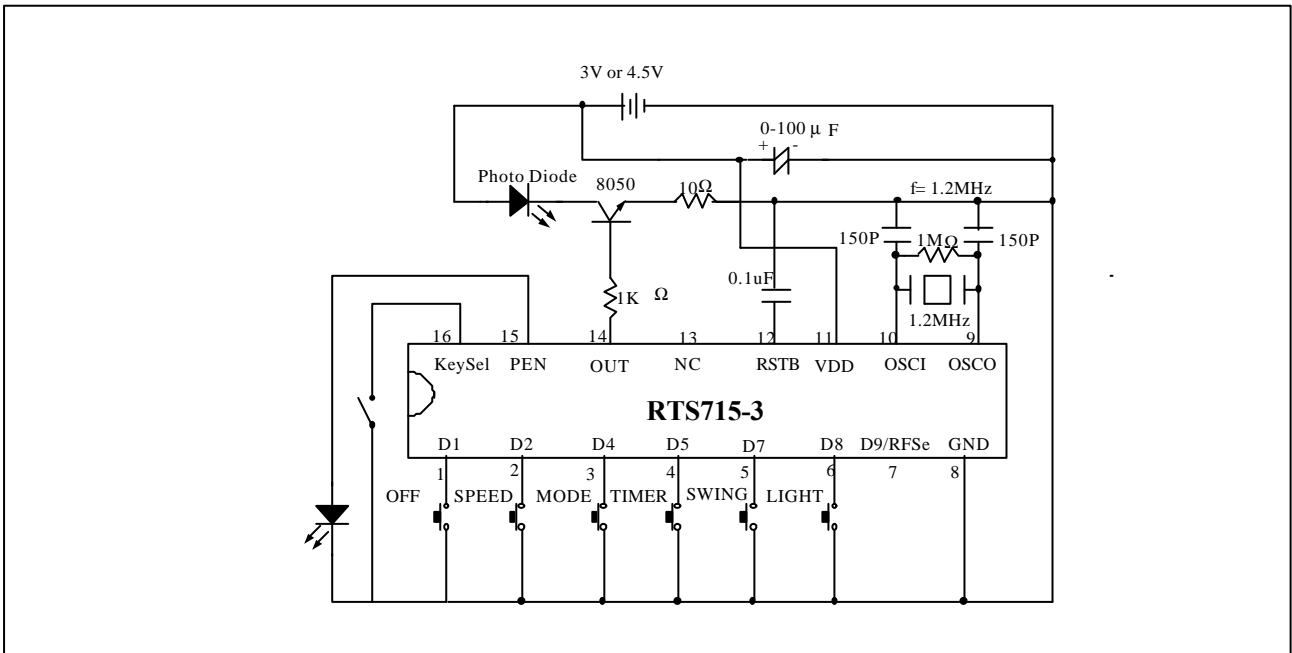 3V or 4.5V
0-100 μ F
+ -
Photo Diode
8050
10Ω
f= 1.2MHz
150P
1MΩ
150P
0.1uF
1K Ω
1.2MHz
16 15 14 13 12 11 10 9
KeySel PEN OUT NC RSTB VDD OSCI OSCO
RTS715-3
D1 D2 D4 D5 D7 D8 D9/RFSe GND
1 2 3 4 5 6 7 8
OFF SPEED MODE TIMER SWING LIGHT